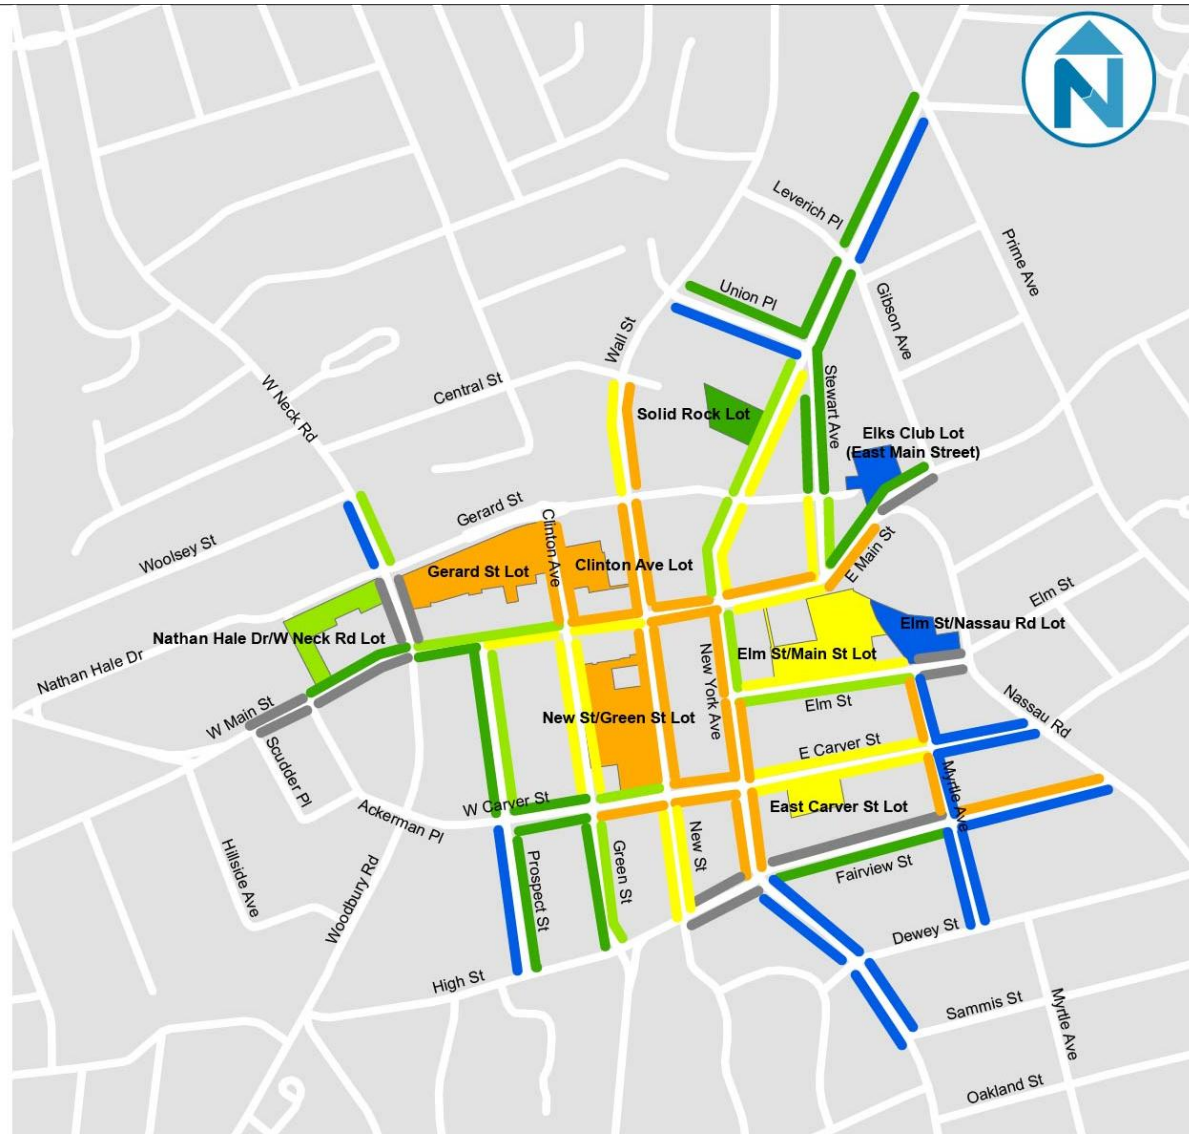 N
Leverich Pl
Prime Ave
Union Pl
Gibson Ave
Wall St
Stewart Ave
Central St
W Neck Rd
Solid Rock Lot
Elks Club Lot
(East Main Street)
Gerard St
Clinton Ave
Woolsey St
E Main St
Gerard St Lot
Clinton Ave Lot
Elm St
Nathan Hale Dr/W Neck Rd Lot
Elm St/Nassau Rd Lot
Nathan Hale Dr
Elm St/Main St Lot
New York Ave
W Main St
New St/Green St Lot
Elm St
Nassau Rd
E Carver St
Scudder Pl
W Carver St
East Carver St Lot
Myrtle Ave
Ackerman Pl
New St
Fairview St
Hillside Ave
Prospect St
Green St
Woodbury Rd
Dewey St
High St
Sammis St
Myrtle Ave
Oakland St